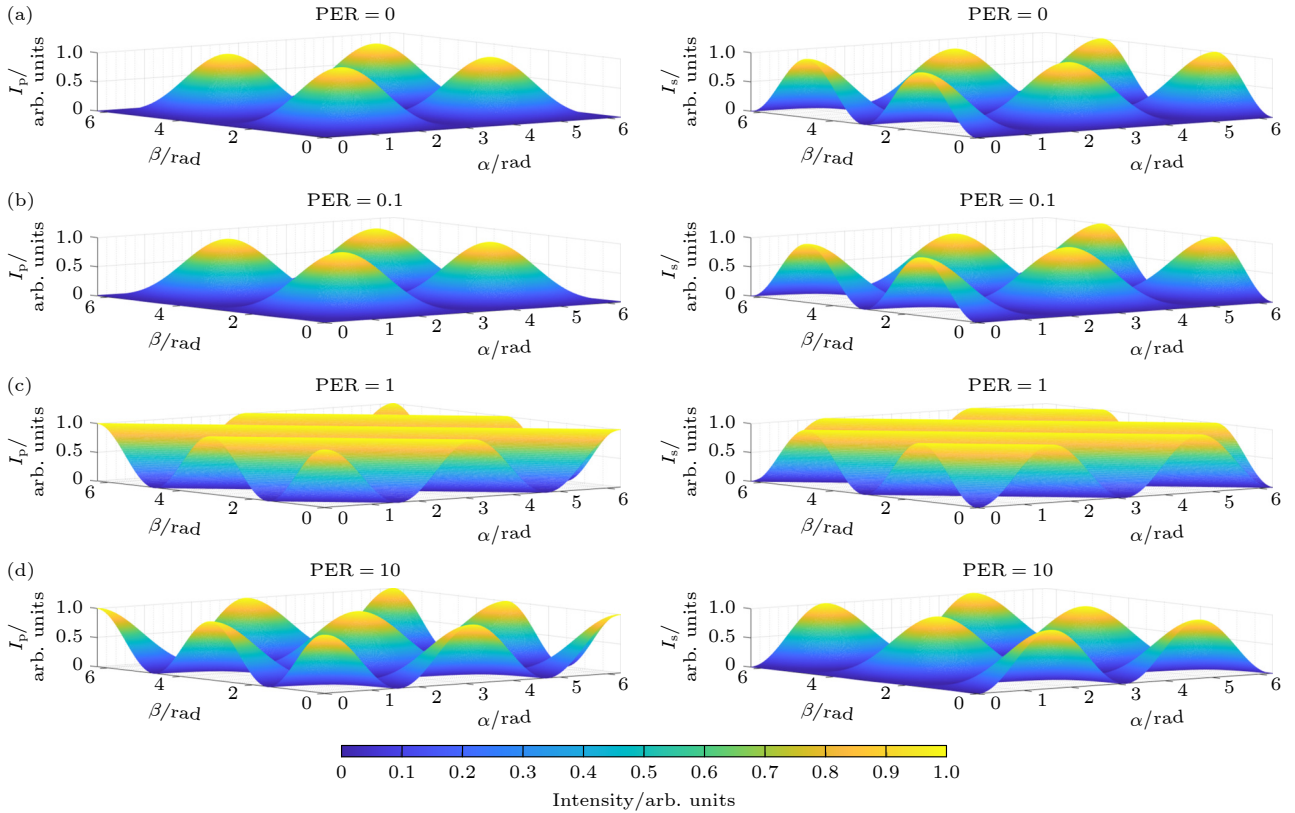 (a)
PER = 0
PER = 0
1.0
0.5
0
I_p/
arb. units
6
4
2
0
β/rad
0
1
2
3
4
5
6
α/rad
1.0
0.5
0
I_s/
arb. units
6
4
2
0
β/rad
0
1
2
3
4
5
6
α/rad
(b)
PER = 0.1
PER = 0.1
1.0
0.5
0
I_p/
arb. units
6
4
2
0
β/rad
0
1
2
3
4
5
6
α/rad
1.0
0.5
0
I_s/
arb. units
6
4
2
0
β/rad
0
1
2
3
4
5
6
α/rad
(c)
PER = 1
PER = 1
1.0
0.5
0
I_p/
arb. units
6
4
2
0
β/rad
0
1
2
3
4
5
6
α/rad
1.0
0.5
0
I_s/
arb. units
6
4
2
0
β/rad
0
1
2
3
4
5
6
α/rad
(d)
PER = 10
PER = 10
1.0
0.5
0
I_p/
arb. units
6
4
2
0
β/rad
0
1
2
3
4
5
6
α/rad
1.0
0.5
0
I_s/
arb. units
6
4
2
0
β/rad
0
1
2
3
4
5
6
α/rad
0 0.1 0.2 0.3 0.4 0.5 0.6 0.7 0.8 0.9 1.0
Intensity/arb. units